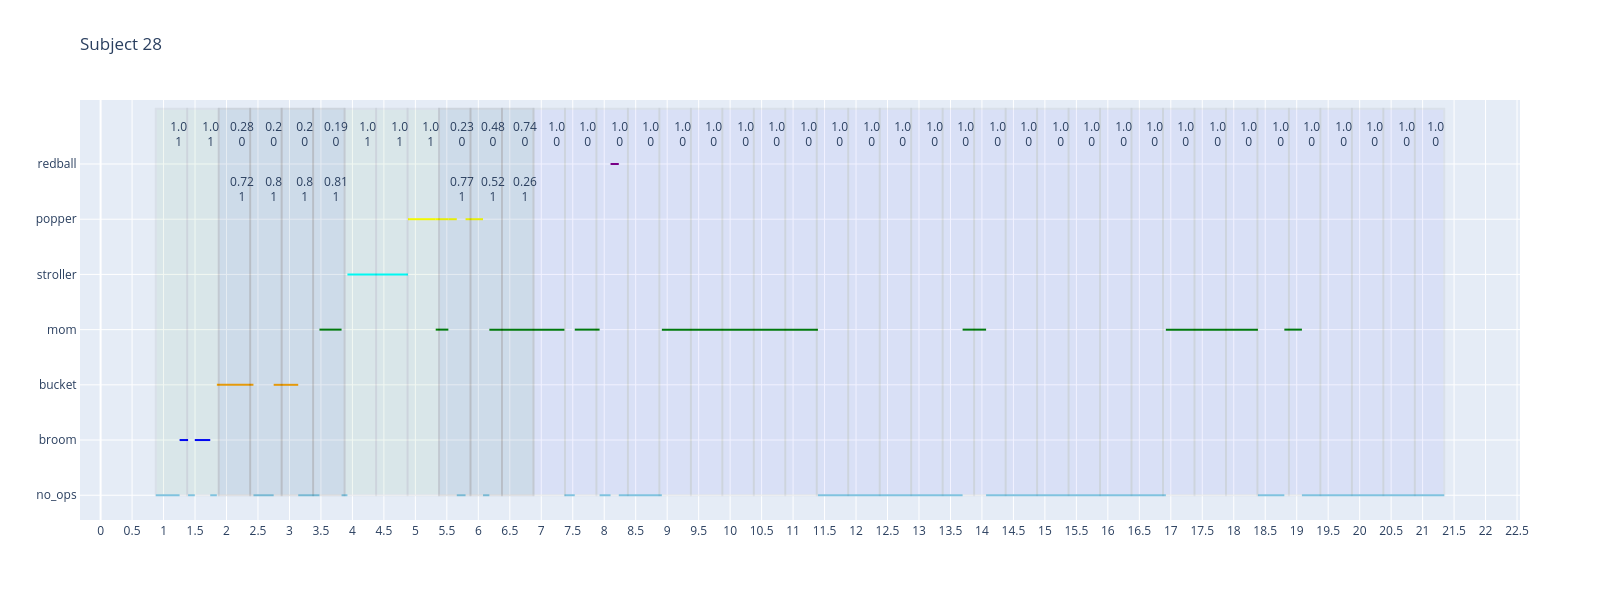 Subject 28
1.0 1.0 0.28 0.2 0.2 0.19 1.0 1.0 1.0 0.23 0.48 0.74 1.0 1.0 1.0 1.0 1.0 1.0 1.0 1.0 1.0 1.0 1.0 1.0 1.0 1.0 1.0 1.0 1.0 1.0 1.0 1.0 1.0 1.0 1.0 1.0 1.0 1.0 1.0 1.0 1.0
1 1 0 0 0 0 1 1 1 0 0 0 0 0 0 0 0 0 0 0 0 0 0 0 0 0 0 0 0 0 0 0 0 0 0 0 0 0 0 0 0
redball
0.72 0.8 0.8 0.81 0.77 0.52 0.26
1 1 1 1 1 1 1
popper
stroller
mom
bucket
broom
no_ops
0 0.5 1 1.5 2 2.5 3 3.5 4 4.5 5 5.5 6 6.5 7 7.5 8 8.5 9 9.5 10 10.5 11 11.5 12 12.5 13 13.5 14 14.5 15 15.5 16 16.5 17 17.5 18 18.5 19 19.5 20 20.5 21 21.5 22 22.5